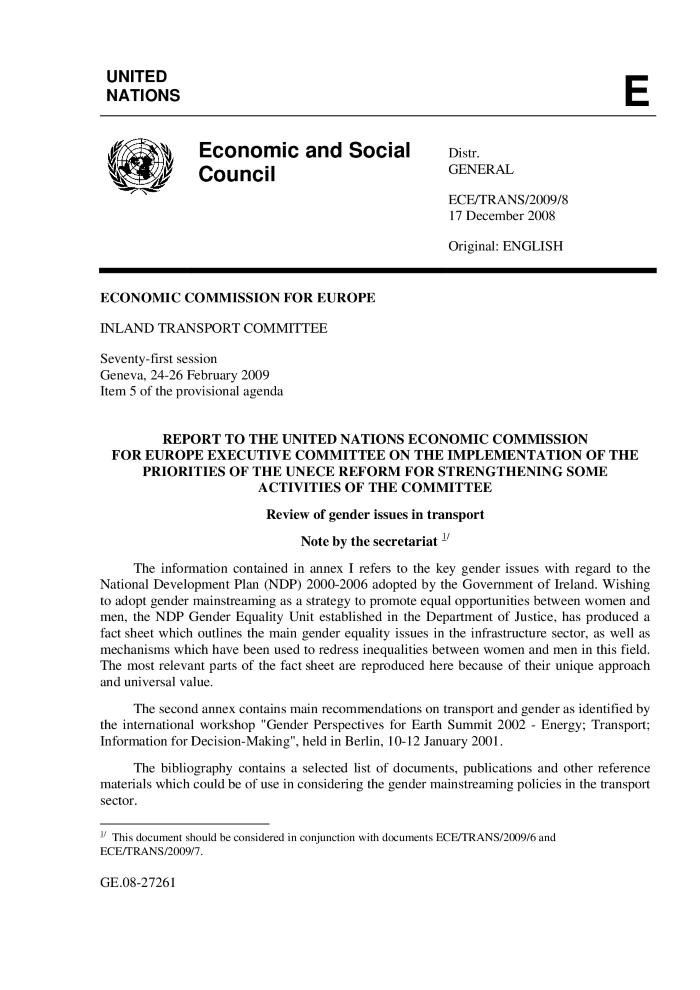 UNITED
NATIONS
E
Economic and Social
Council
Distr.
GENERAL
ECE/TRANS/2009/8
17 December 2008
Original: ENGLISH
ECONOMIC COMMISSION FOR EUROPE
INLAND TRANSPORT COMMITTEE
Seventy-first session
Geneva, 24-26 February 2009
Item 5 of the provisional agenda
REPORT TO THE UNITED NATIONS ECONOMIC COMMISSION
FOR EUROPE EXECUTIVE COMMITTEE ON THE IMPLEMENTATION OF THE
PRIORITIES OF THE UNECE REFORM FOR STRENGTHENING SOME
ACTIVITIES OF THE COMMITTEE
Review of gender issues in transport
Note by the secretariat 1/
The information contained in annex I refers to the key gender issues with regard to the
National Development Plan (NDP) 2000-2006 adopted by the Government of Ireland. Wishing
to adopt gender mainstreaming as a strategy to promote equal opportunities between women and
men, the NDP Gender Equality Unit established in the Department of Justice, has produced a
fact sheet which outlines the main gender equality issues in the infrastructure sector, as well as
mechanisms which have been used to redress inequalities between women and men in this field.
The most relevant parts of the fact sheet are reproduced here because of their unique approach
and universal value.
The second annex contains main recommendations on transport and gender as identified by
the international workshop "Gender Perspectives for Earth Summit 2002 - Energy; Transport;
Information for Decision-Making", held in Berlin, 10-12 January 2001.
The bibliography contains a selected list of documents, publications and other reference
materials which could be of use in considering the gender mainstreaming policies in the transport
sector.
1/ This document should be considered in conjunction with documents ECE/TRANS/2009/6 and
ECE/TRANS/2009/7.
GE.08-27261